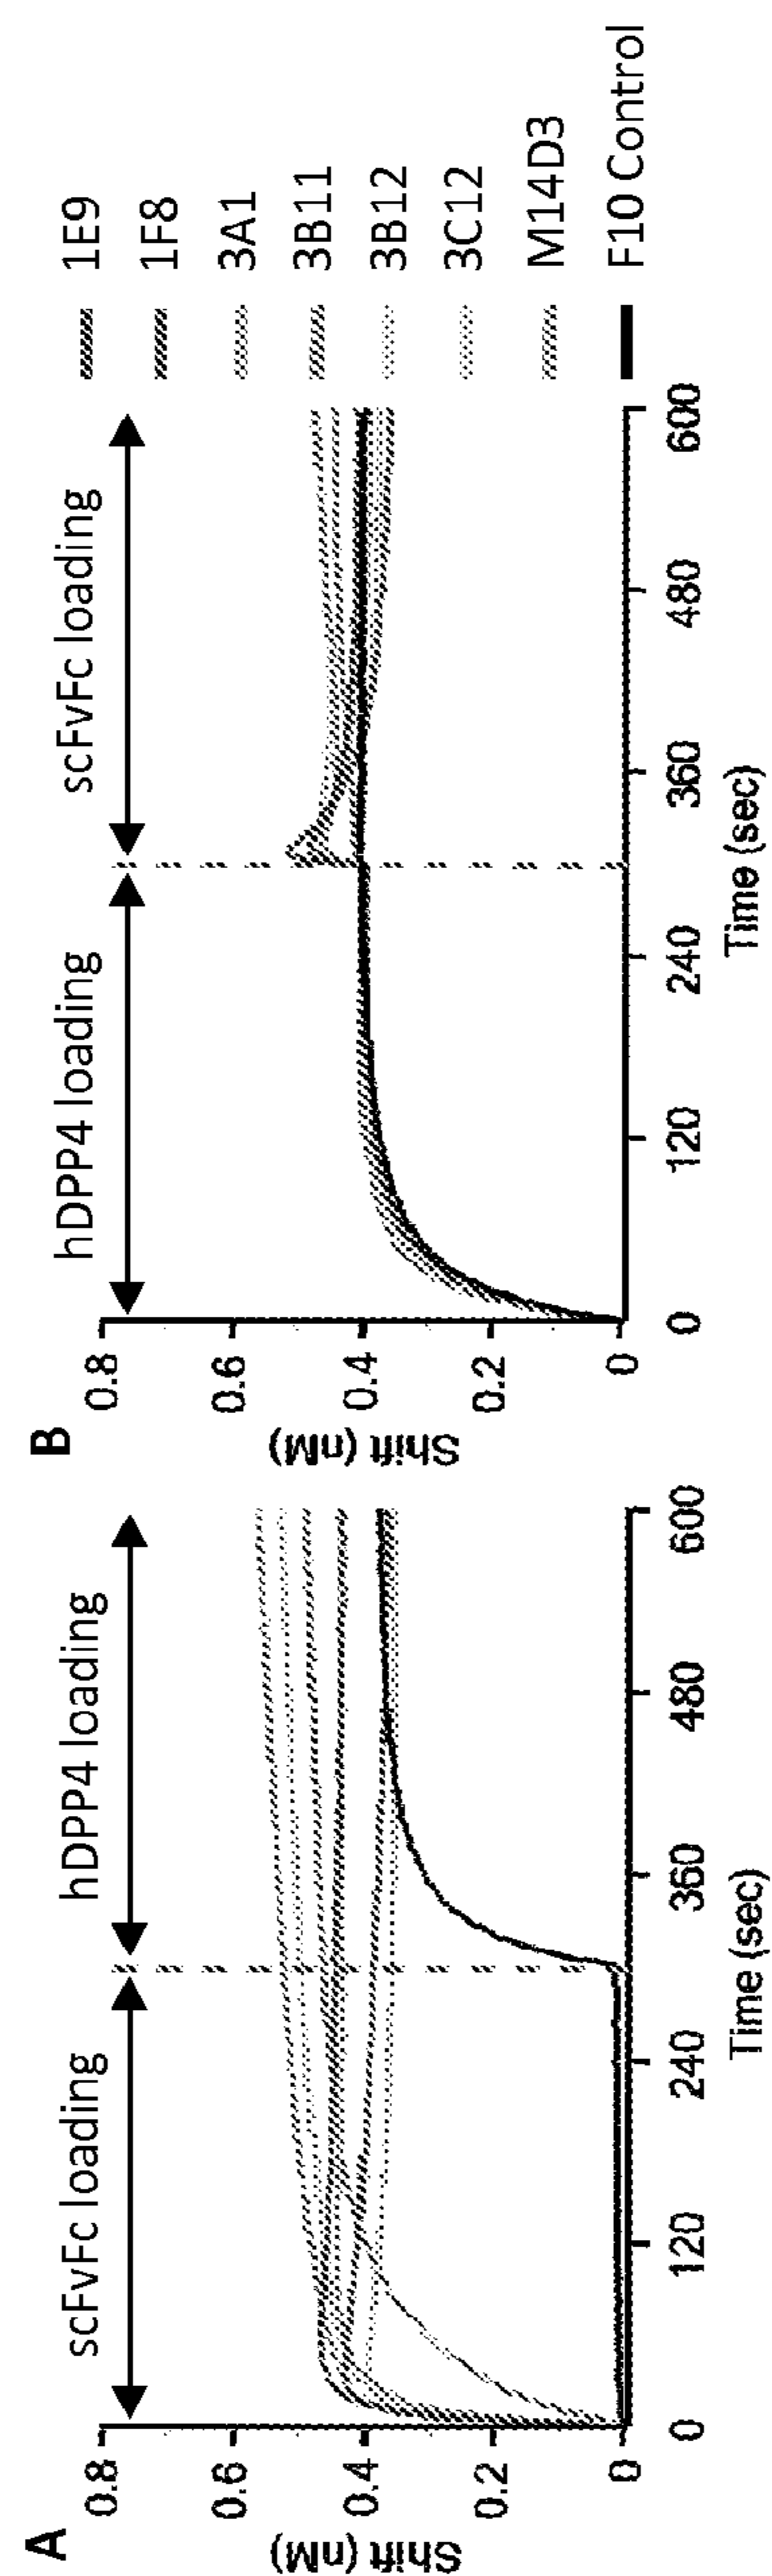 A
scFvFc loading
hDPP4 loading
Shift (nM)
0.8
0.6
0.4
0.2
0
0
120
240
360
480
600
Time (sec)
B
hDPP4 loading
scFvFc loading
Shift (nM)
0.8
0.6
0.4
0.2
0
0
120
240
360
480
600
Time (sec)
1E9
1F8
3A1
3B11
3B12
3C12
M14D3
F10 Control